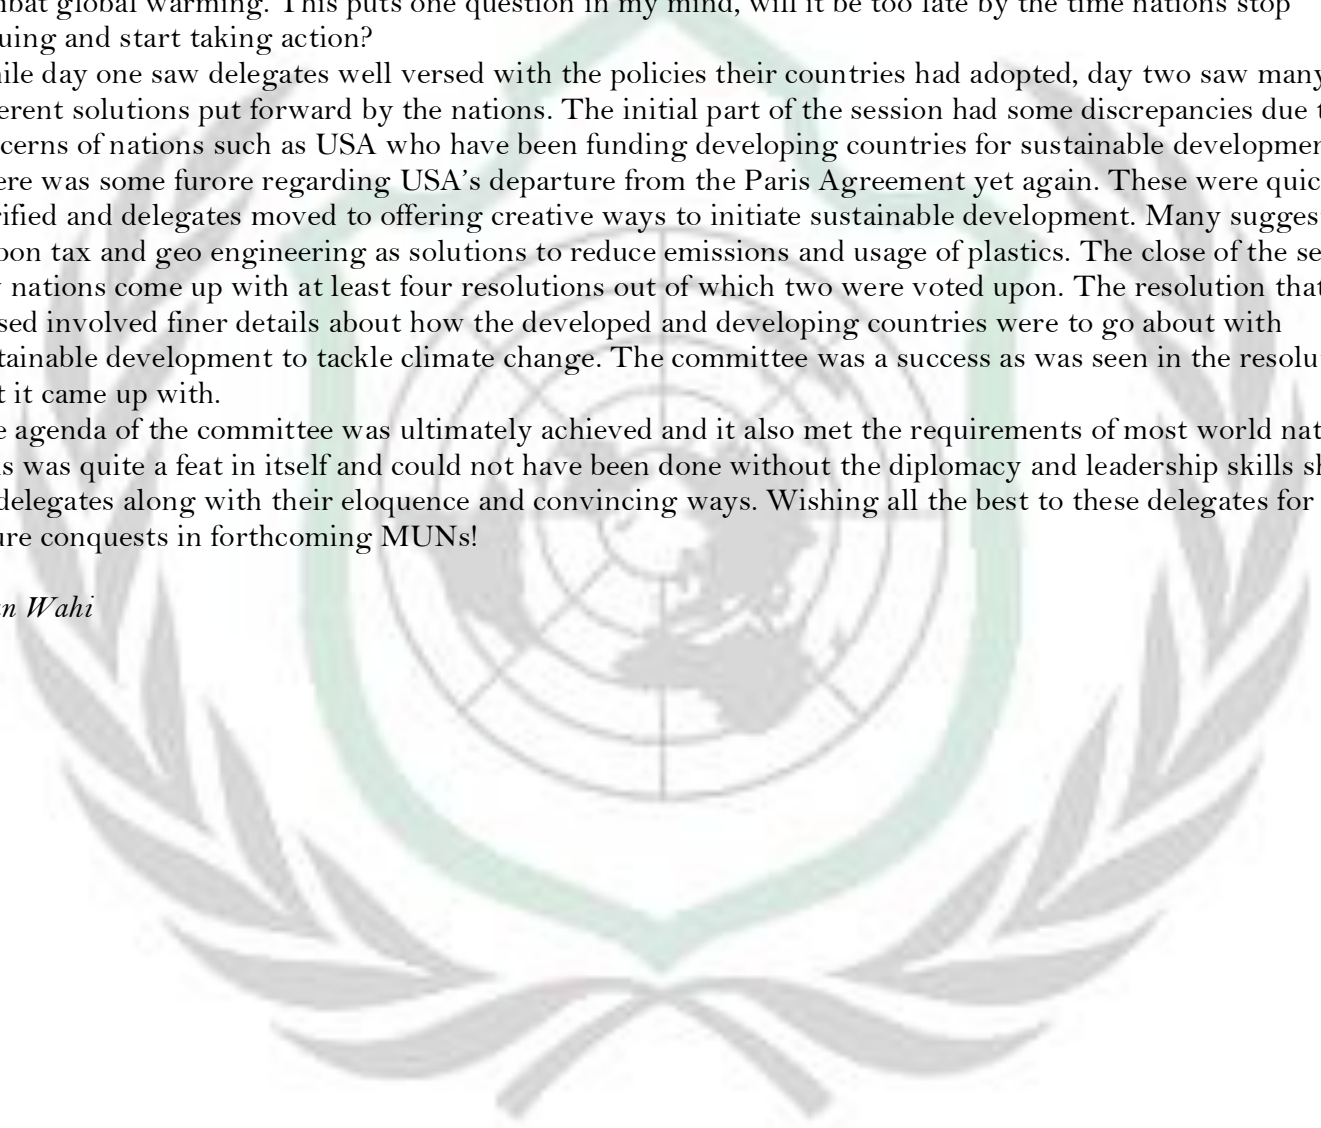 nbat global warming. This puts one question in my mind, will it be too late by the time nations stop
uing and start taking action?
ile day one saw delegates well versed with the policies their countries had adopted, day two saw many
erent solutions put forward by the nations. The initial part of the session had some discrepancies due t
cerns of nations such as USA who have been funding developing countries for sustainable developmen
ere was some furore regarding USA's departure from the Paris Agreement yet again. These were quic
rified and delegates moved to offering creative ways to initiate sustainable development. Many sugges
bon tax and geo engineering as solutions to reduce emissions and usage of plastics. The close of the se
nations come up with at least four resolutions out of which two were voted upon. The resolution that
sed involved finer details about how the developed and developing countries were to go about with
tainable development to tackle climate change. The committee was a success as was seen in the resolu
t it came up with.
e agenda of the committee was ultimately achieved and it also met the requirements of most world nat
s was quite a feat in itself and could not have been done without the diplomacy and leadership skills sh
delegates along with their eloquence and convincing ways. Wishing all the best to these delegates for
ure conquests in forthcoming MUNs!
n Wahi